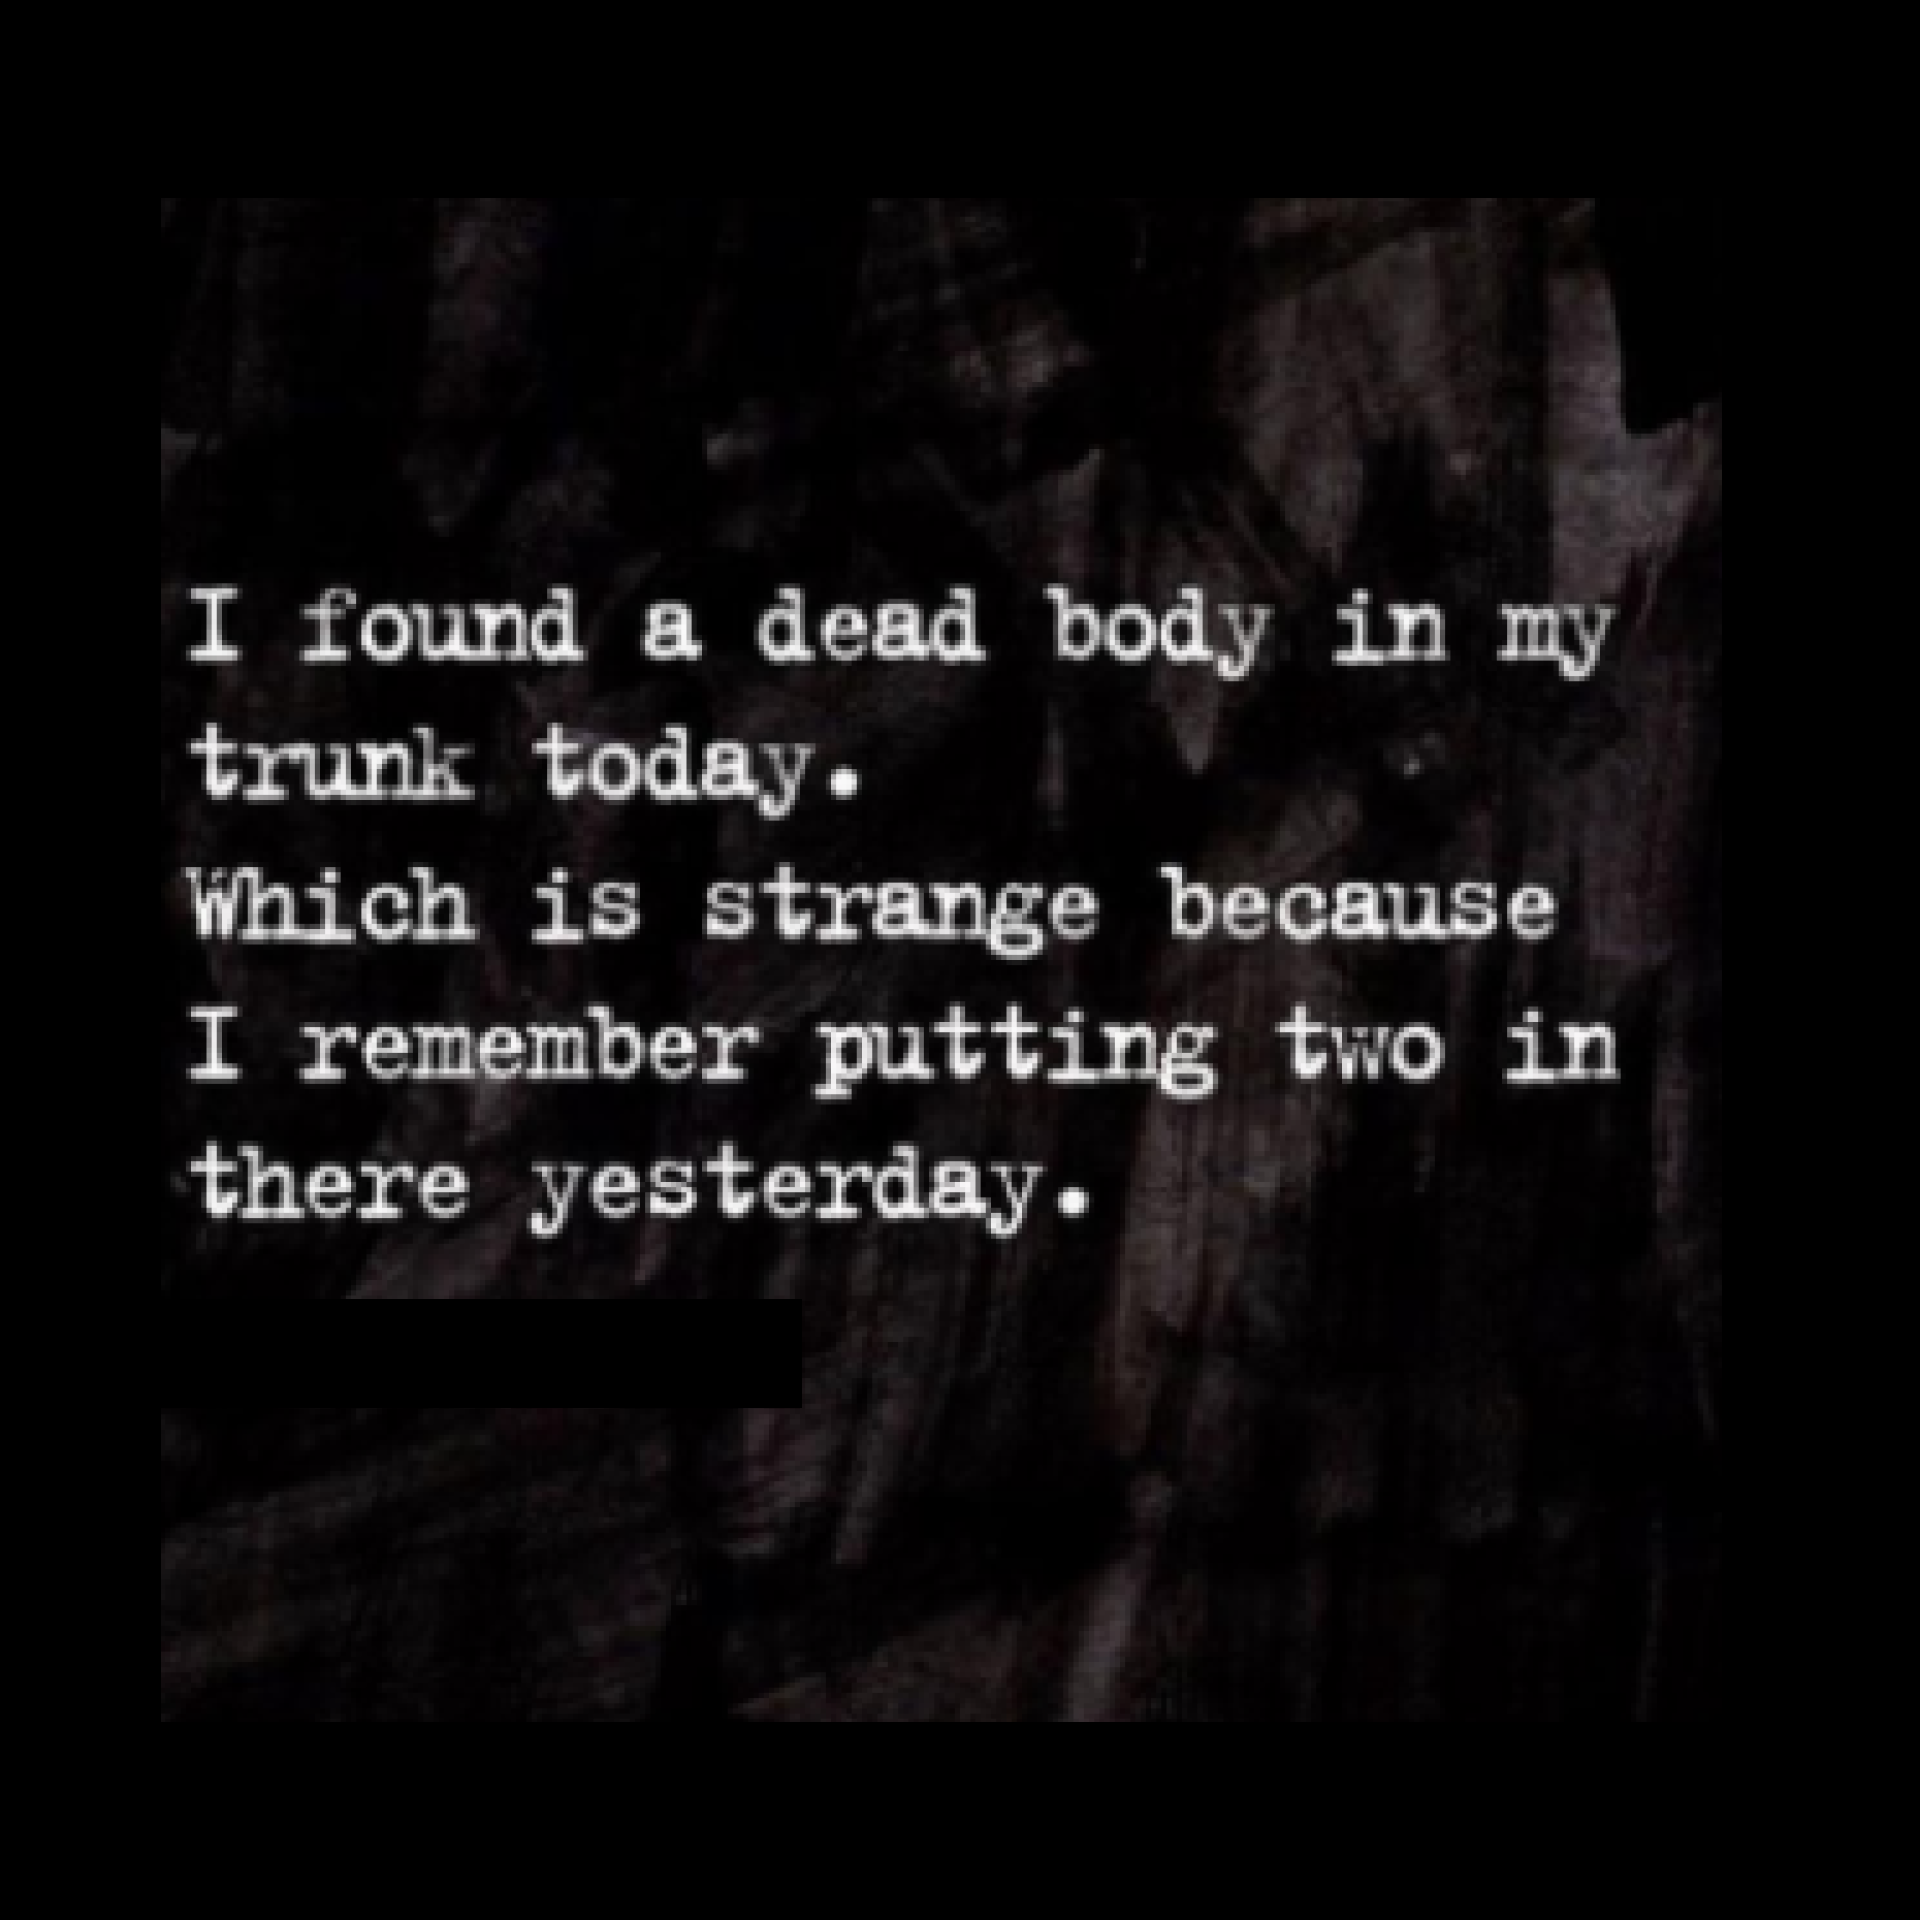 I found a dead body in my
trunk today.
Which is strange because
I remember putting two in
there yesterday.